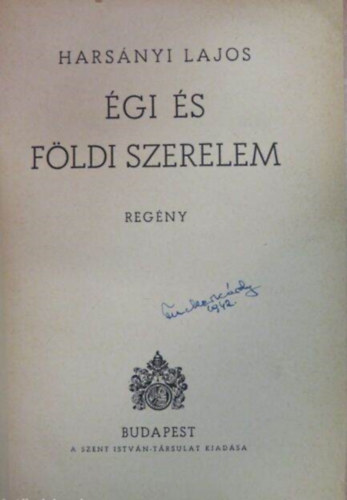 HARSÁNYI LAJOS
ÉGI ÉS
FÖLDI SZERELEM
REGÉNY
1942.
BUDAPEST
A SZENT ISTVÁN-TÁRSULAT KIADÁSA